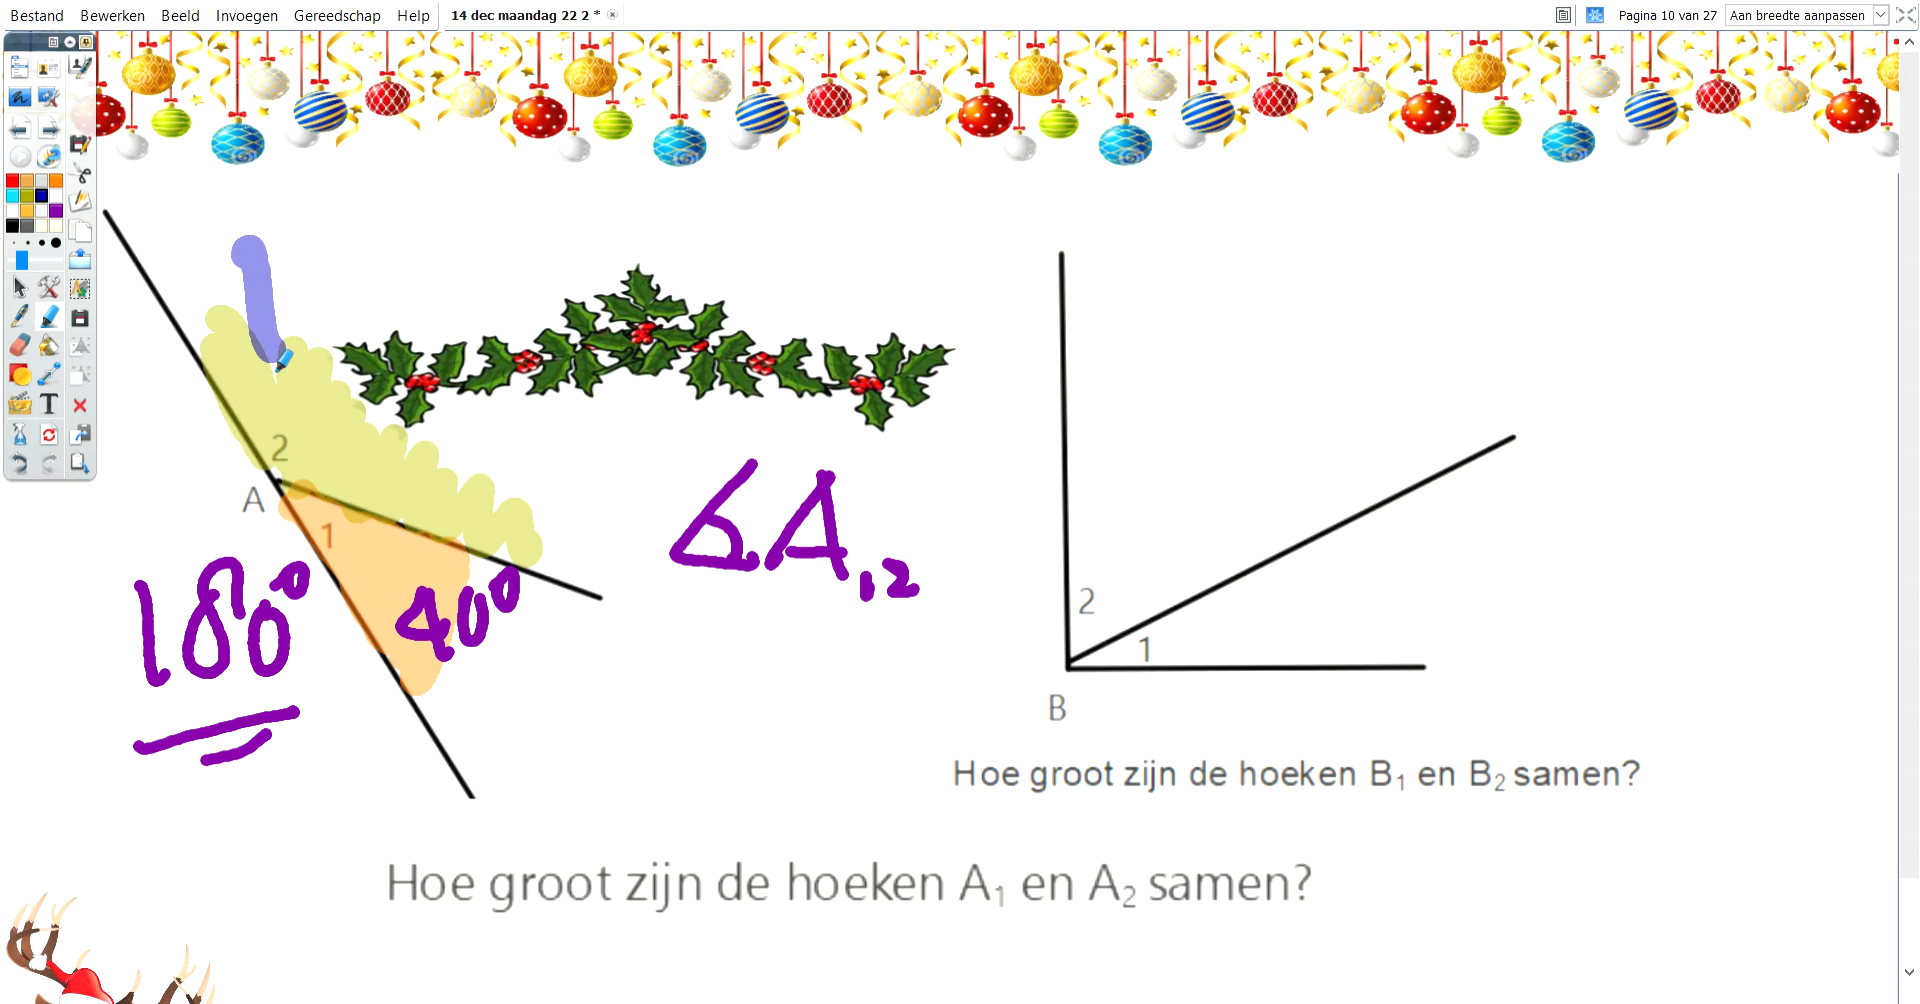 Bestand Bewerken Beeld Invoegen Gereedschap Help 14 dec maandag 22 2 * Pagina 10 van 27 Aan breedte aanpassen
2
A
1
180°
40°
∠A₁,₂
2
1
B
Hoe groot zijn de hoeken B₁ en B₂ samen?
Hoe groot zijn de hoeken A₁ en A₂ samen?